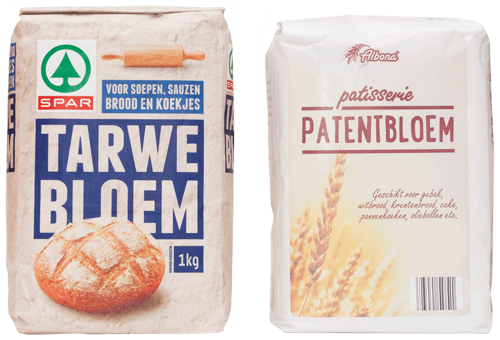 SPAR
VOOR SOEPEN, SAUZEN
BROOD EN KOEKJES
TARWE
BLOEM
1kg
Albona
patisserie
PATENTBLOEM
Geschikt voor gebak,
witbrood, krentenbrood, cake,
pannenkoeken, oliebollen etc.